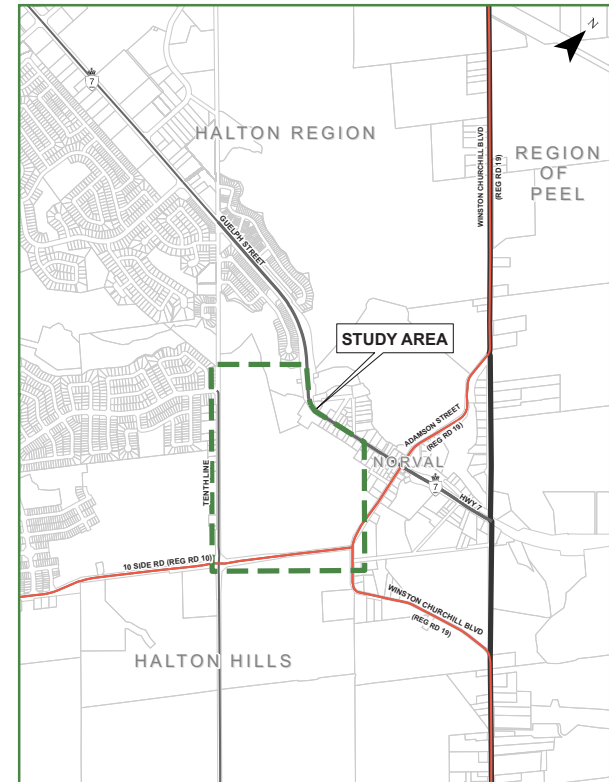 N
7
HALTON REGION
WINSTON CHURCHILL BLVD
(REG RD 19)
REGION
OF
PEEL
GUELPH STREET
STUDY AREA
ADAMSON STREET
(REG RD 19)
NORVAL
7
HWY 7
TENTH LINE
10 SIDE RD (REG RD 10)
WINSTON CHURCHILL BLVD
(REG RD 19)
HALTON HILLS